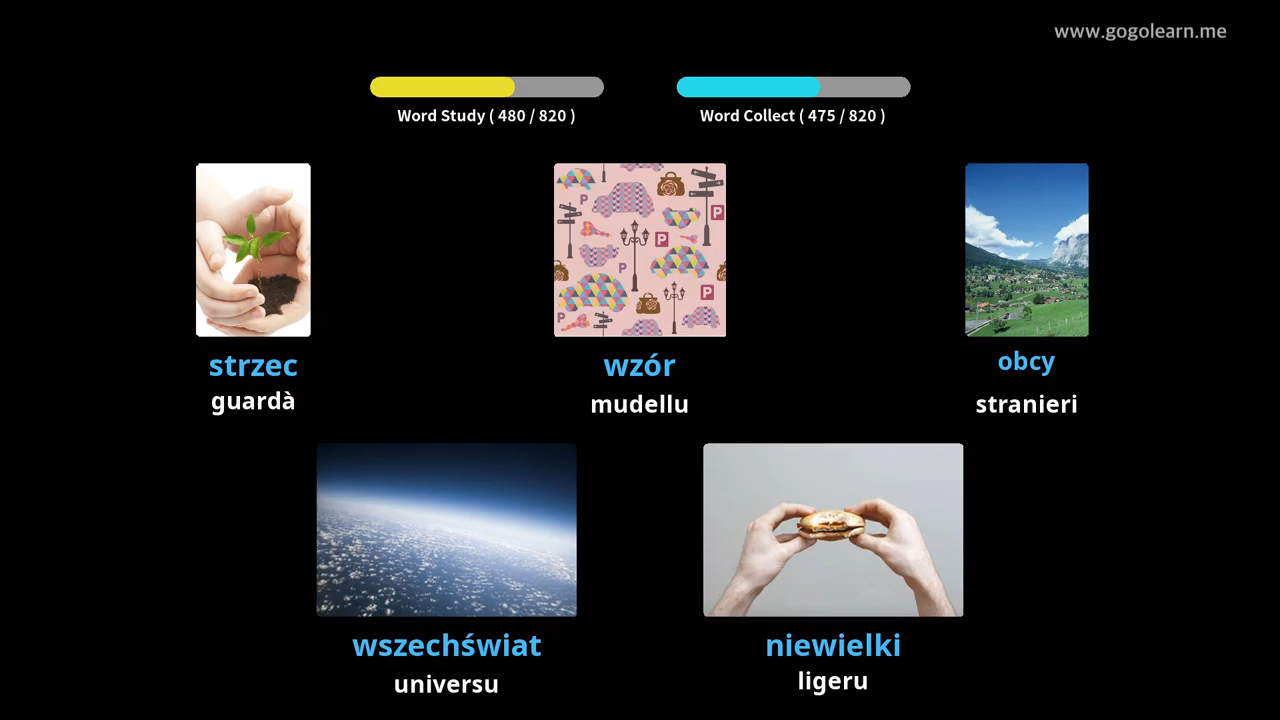 www.gogolearn.me
Word Study ( 480 / 820 )
Word Collect ( 475 / 820 )
P
P
P
P
P
P
strzec
wzór
obcy
guardà
mudellu
stranieri
wszechświat
niewielki
universu
ligeru